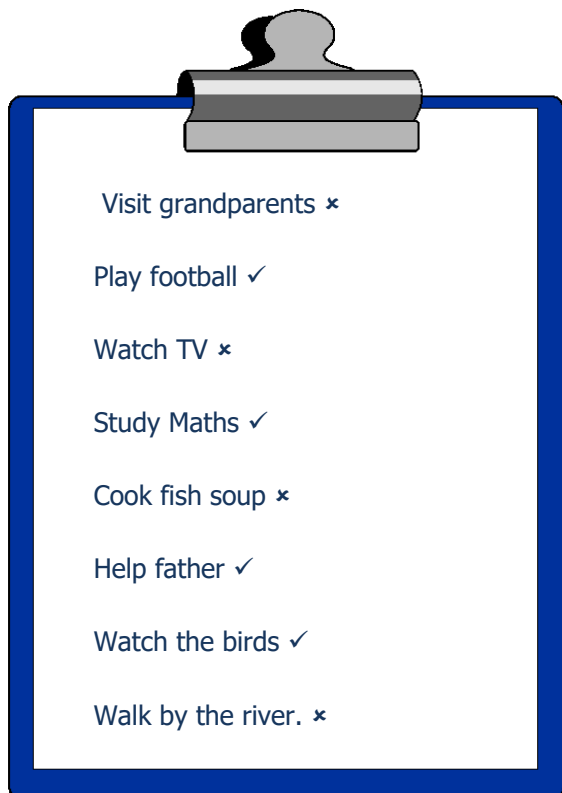 Visit grandparents ×
Play football ✓
Watch TV ×
Study Maths ✓
Cook fish soup ×
Help father ✓
Watch the birds ✓
Walk by the river. ×